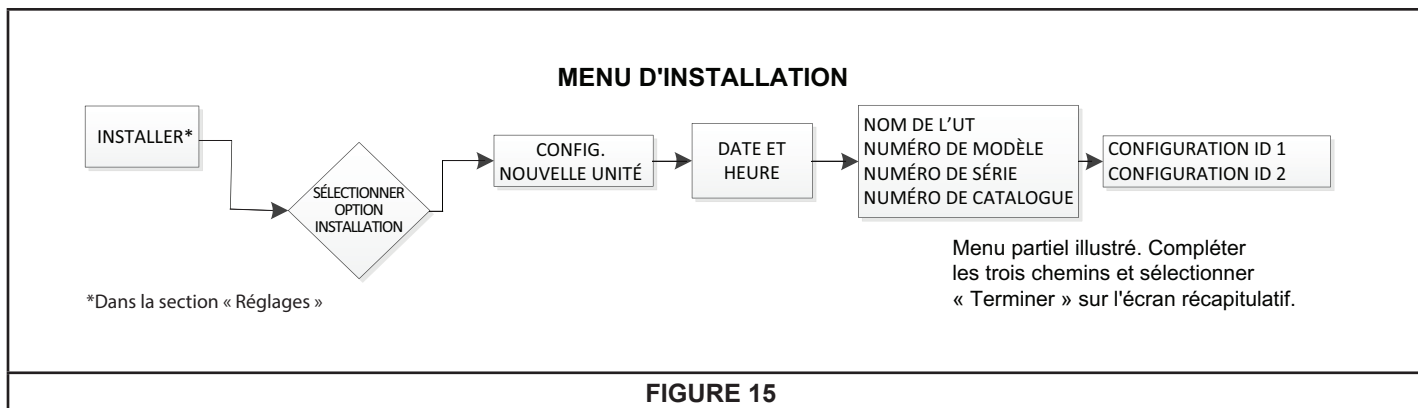 MENU D'INSTALLATION
INSTALLER*
SÉLECTIONNER
OPTION
INSTALLATION
CONFIG.
NOUVELLE UNITÉ
DATE ET
HEURE
NOM DE L’UT
NUMÉRO DE MODÈLE
NUMÉRO DE SÉRIE
NUMÉRO DE CATALOGUE
CONFIGURATION ID 1
CONFIGURATION ID 2
Menu partiel illustré. Compléter
les trois chemins et sélectionner
« Terminer » sur l'écran récapitulatif.
*Dans la section « Réglages »
FIGURE 15